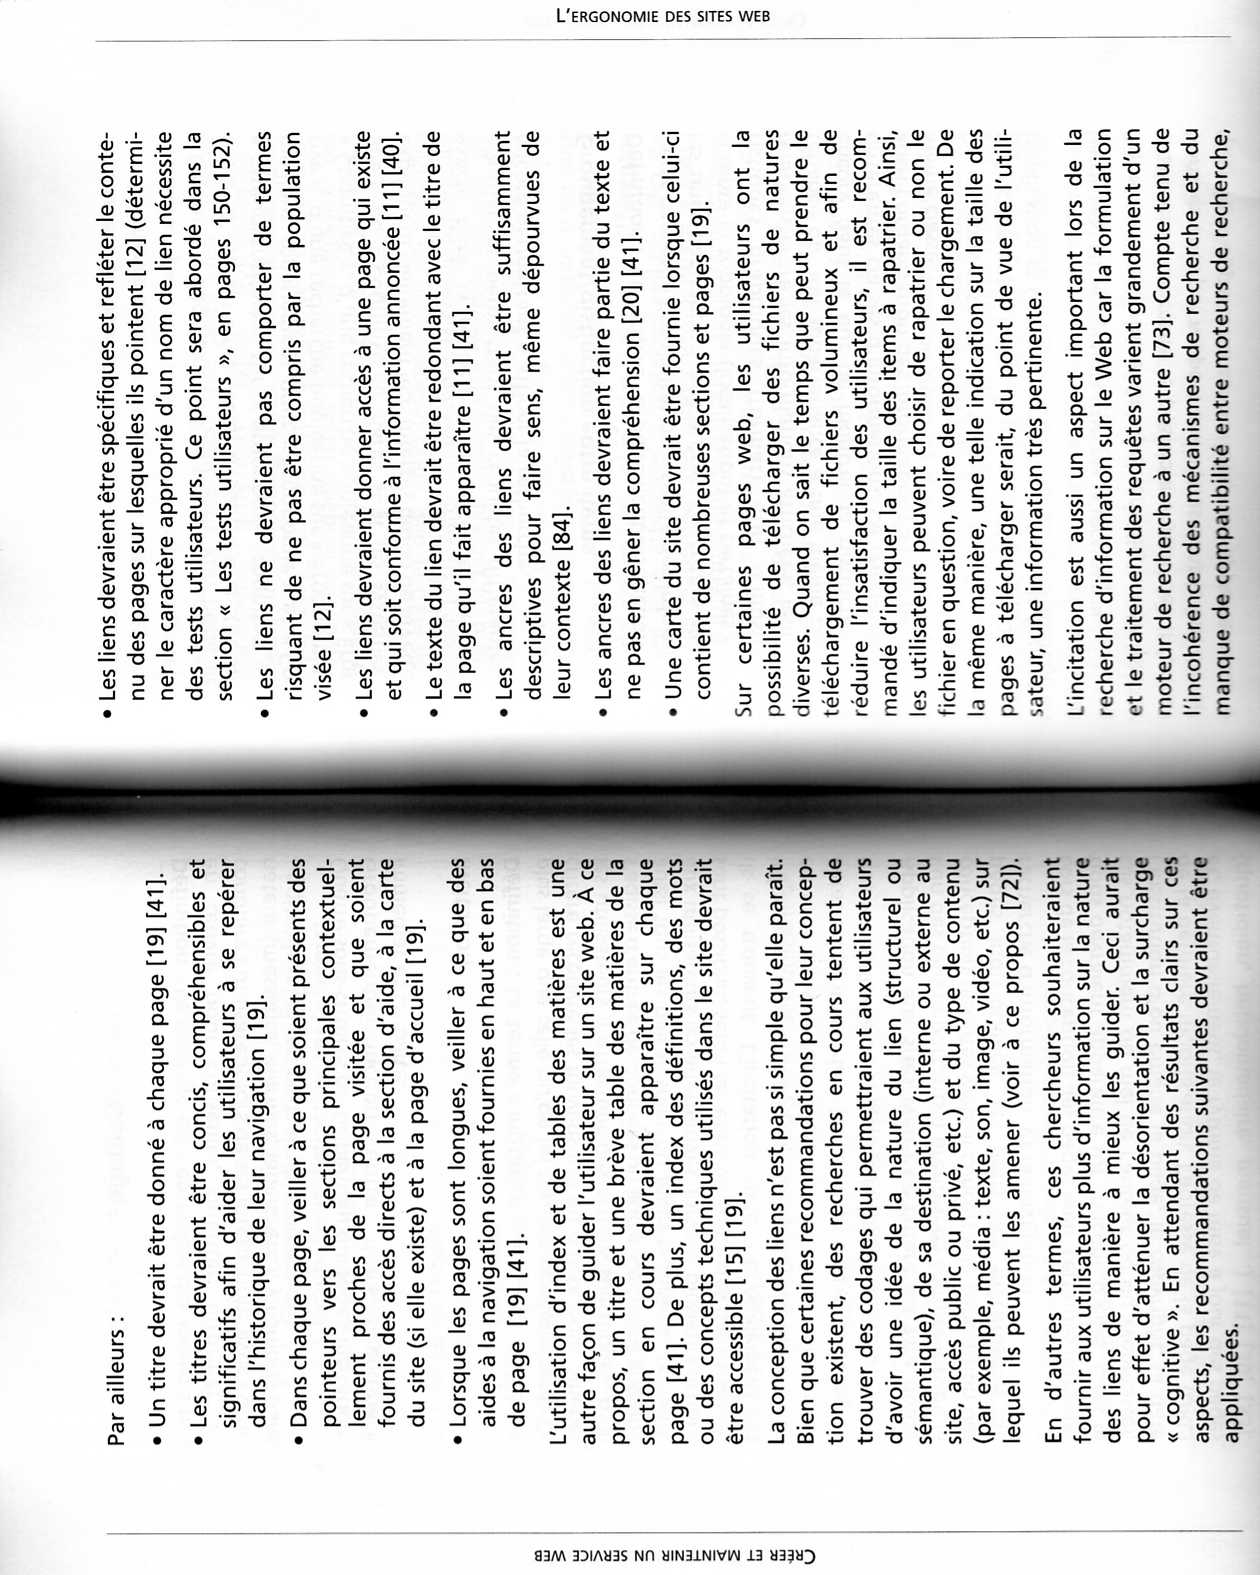 CRÉER ET MAINTENIR UN SERVICE WEB
Par ailleurs :
• Un titre devrait être donné à chaque page [19] [41].
• Les titres devraient être concis, compréhensibles et
significatifs afin d'aider les utilisateurs à se repérer
dans l'historique de leur navigation [19].
• Dans chaque page, veiller à ce que soient présents des
pointeurs vers les sections principales contextuel-
lement proches de la page visitée et que soient
fournis des accès directs à la section d'aide, à la carte
du site (si elle existe) et à la page d'accueil [19].
• Lorsque les pages sont longues, veiller à ce que des
aides à la navigation soient fournies en haut et en bas
de page [19] [41].
L'utilisation d'index et de tables des matières est une
autre façon de guider l'utilisateur sur un site web. À ce
propos, un titre et une brève table des matières de la
section en cours devraient apparaître sur chaque
page [41]. De plus, un index des définitions, des mots
ou des concepts techniques utilisés dans le site devrait
être accessible [15] [19].
La conception des liens n'est pas si simple qu'elle paraît.
Bien que certaines recommandations pour leur concep-
tion existent, des recherches en cours tentent de
trouver des codages qui permettraient aux utilisateurs
d'avoir une idée de la nature du lien (structurel ou
sémantique), de sa destination (interne ou externe au
site, accès public ou privé, etc.) et du type de contenu
(par exemple, média : texte, son, image, vidéo, etc.) sur
lequel ils peuvent les amener (voir à ce propos [72]).
En d'autres termes, ces chercheurs souhaiteraient
fournir aux utilisateurs plus d'information sur la nature
des liens de manière à mieux les guider. Ceci aurait
pour effet d'atténuer la désorientation et la surcharge
« cognitive ». En attendant des résultats clairs sur ces
aspects, les recommandations suivantes devraient être
appliquées.
L'ERGONOMIE DES SITES WEB
• Les liens devraient être spécifiques et refléter le conte-
nu des pages sur lesquelles ils pointent [12] (détermi-
ner le caractère approprié d'un nom de lien nécessite
des tests utilisateurs. Ce point sera abordé dans la
section « Les tests utilisateurs », en pages 150-152).
• Les liens ne devraient pas comporter de termes
risquant de ne pas être compris par la population
visée [12].
• Les liens devraient donner accès à une page qui existe
et qui soit conforme à l'information annoncée [11] [40].
• Le texte du lien devrait être redondant avec le titre de
la page qu'il fait apparaître [11] [41].
• Les ancres des liens devraient être suffisamment
descriptives pour faire sens, même dépourvues de
leur contexte [84].
• Les ancres des liens devraient faire partie du texte et
ne pas en gêner la compréhension [20] [41].
• Une carte du site devrait être fournie lorsque celui-ci
contient de nombreuses sections et pages [19].
Sur certaines pages web, les utilisateurs ont la
possibilité de télécharger des fichiers de natures
diverses. Quand on sait le temps que peut prendre le
téléchargement de fichiers volumineux et afin de
réduire l'insatisfaction des utilisateurs, il est recom-
mandé d'indiquer la taille des items à rapatrier. Ainsi,
les utilisateurs peuvent choisir de rapatrier ou non le
fichier en question, voire de reporter le chargement. De
la même manière, une telle indication sur la taille des
pages à télécharger serait, du point de vue de l'utili-
sateur, une information très pertinente.
L'incitation est aussi un aspect important lors de la
recherche d'information sur le Web car la formulation
et le traitement des requêtes varient grandement d'un
moteur de recherche à un autre [73]. Compte tenu de
l'incohérence des mécanismes de recherche et du
manque de compatibilité entre moteurs de recherche,